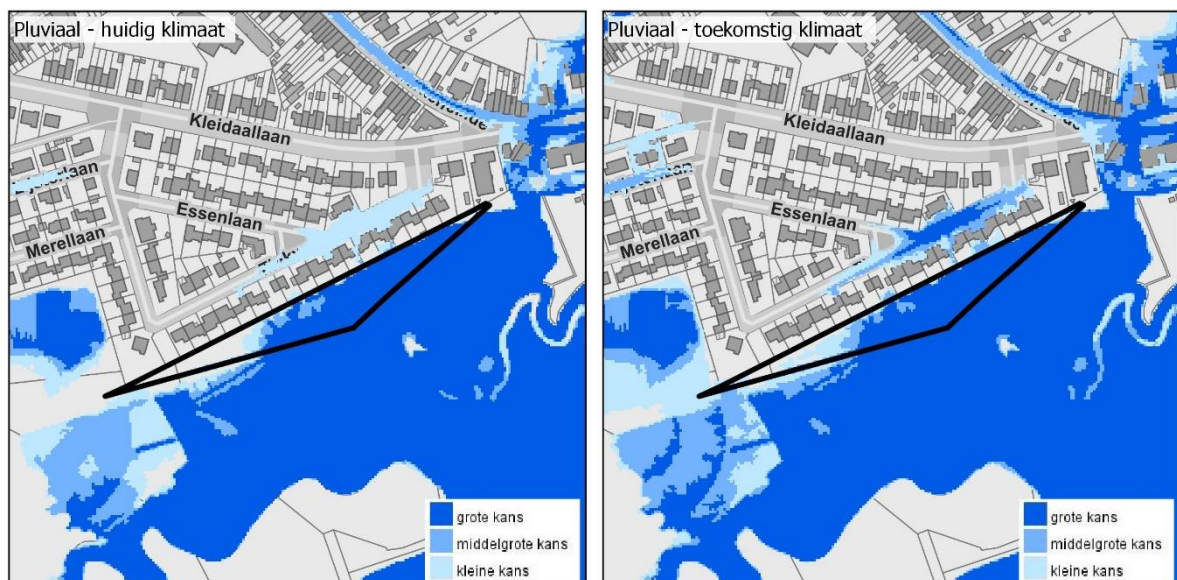 Pluviaal - huidig klimaat
Kleidaallaan
Essenlaan
Merellaan
grote kans
middelgrote kans
kleine kans
Pluviaal - toekomstig klimaat
Kleidaallaan
Essenlaan
Merellaan
grote kans
middelgrote kans
kleine kans